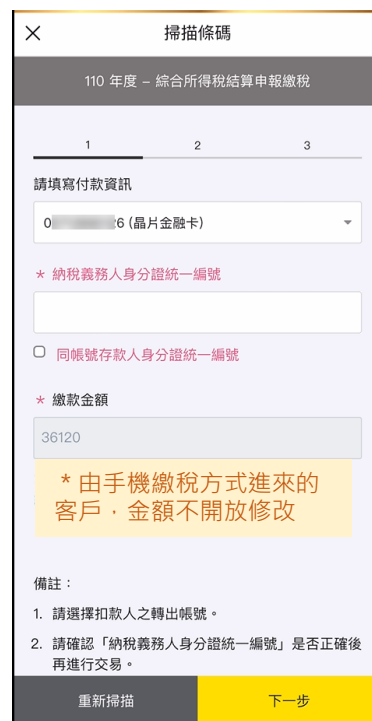 掃描條碼
110 年度 – 綜合所得稅結算申報繳稅
1 2 3
請填寫付款資訊
0 6 (晶片金融卡)
* 納稅義務人身分證統一編號
同帳號存款人身分證統一編號
* 繳款金額
36120
*由手機繳稅方式進來的
客戶，金額不開放修改
備註：
1. 請選擇扣款人之轉出帳號。
2. 請確認「納稅義務人身分證統一編號」是否正確後
再進行交易。
重新掃描 下一步